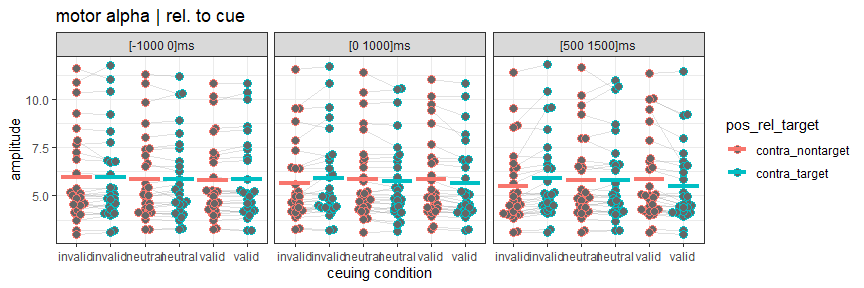 motor alpha | rel. to cue
[-1000 0]ms
[0 1000]ms
[500 1500]ms
amplitude
10.0
7.5
5.0
invalid invalid neutral neutral valid valid
invalid invalid neutral neutral valid valid
invalid invalid neutral neutral valid valid
ceuing condition
pos_rel_target
contra_nontarget
contra_target